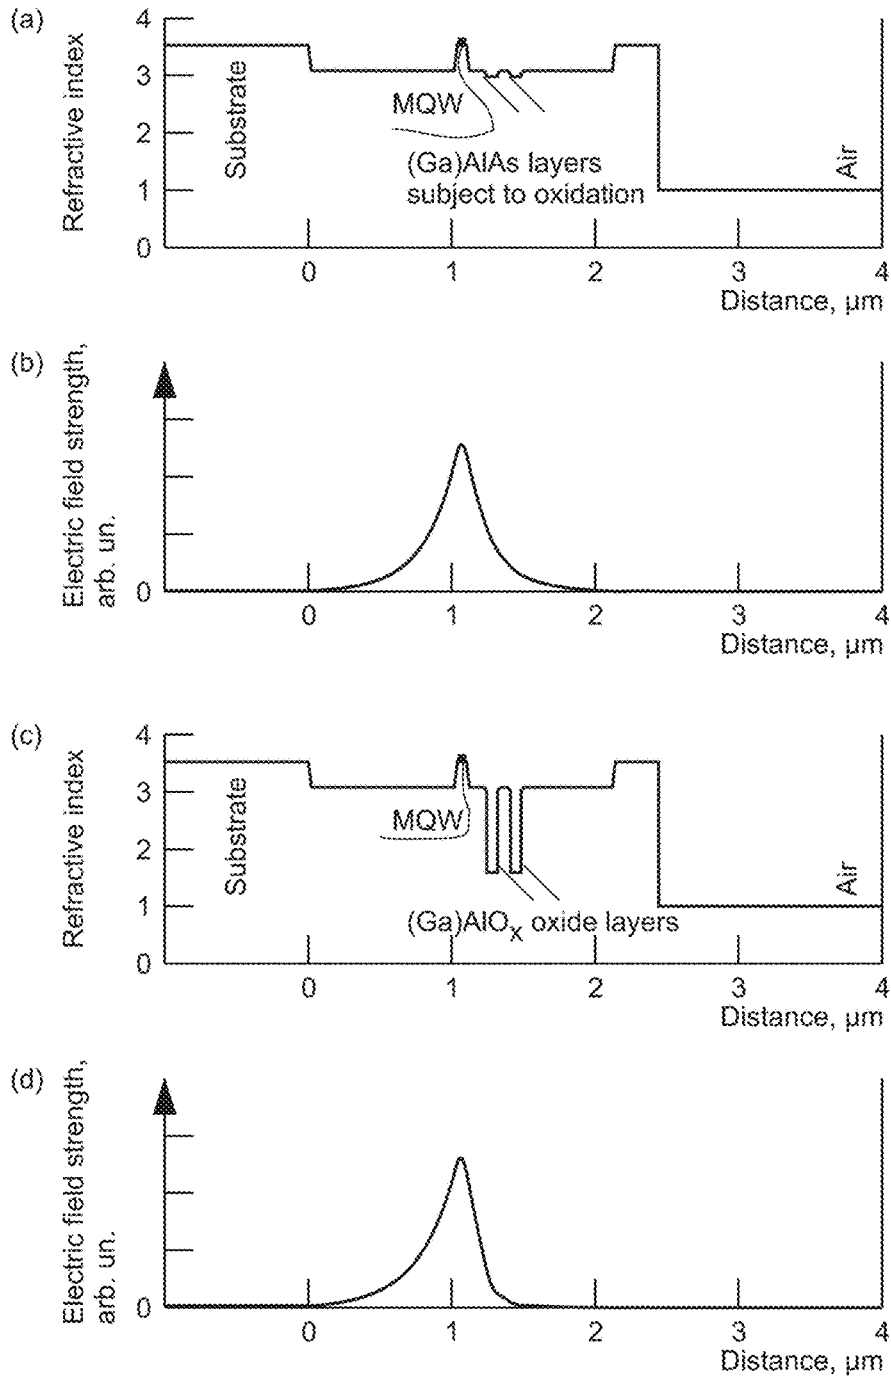 (a)
Refractive index
4
3
2
1
0
Substrate
MQW
(Ga)AlAs layers
subject to oxidation
Air
0 1 2 3 4
Distance, µm
(b)
Electric field strength,
arb. un.
0
0 1 2 3 4
Distance, µm
(c)
Refractive index
4
3
2
1
0
Substrate
MQW
(Ga)AlOX oxide layers
Air
0 1 2 3 4
Distance, µm
(d)
Electric field strength,
arb. un.
0
0 1 2 3 4
Distance, µm